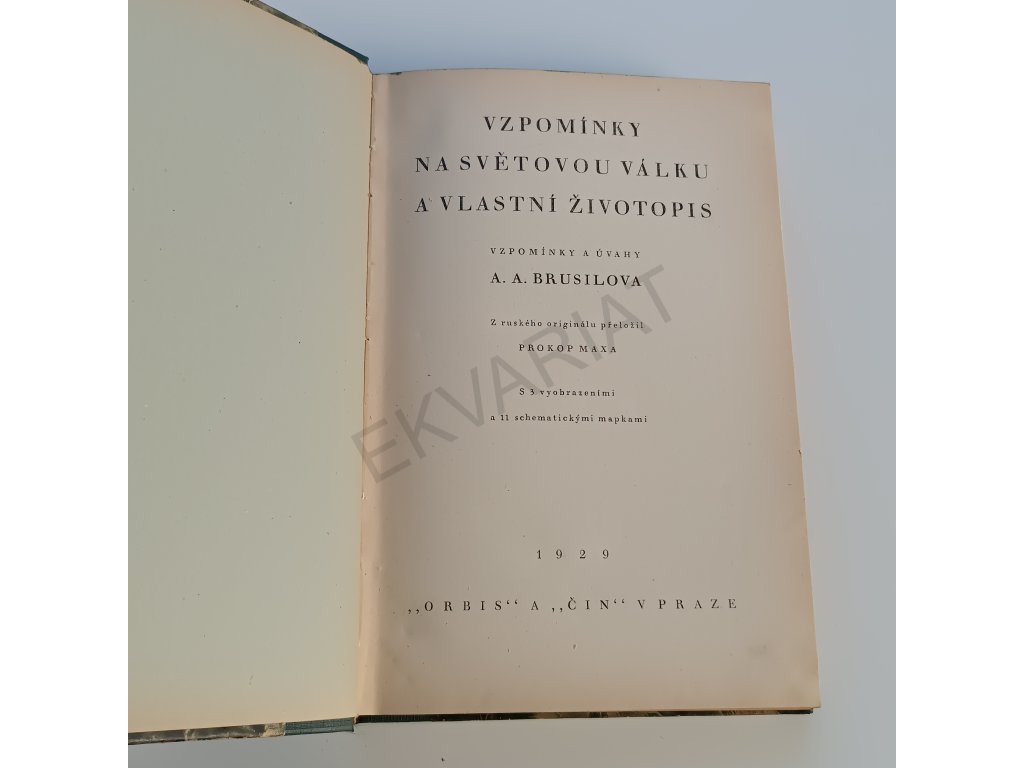 VZPOMÍNKY
NA SVĚTOVOU VÁLKU
A VLASTNÍ ŽIVOTOPIS
VZPOMÍNKY A ÚVAHY
A. A. BRUSILOVA
Z ruského originálu přeložil
PROKOP MAXA
S 3 vyobrazeními
a 11 schematickými mapkami
EKVARIAT
1929
„ORBIS“ A „ČIN“ V PRAZE